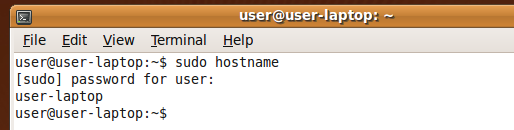 user@user-laptop: ~
File Edit View Terminal Help
user@user-laptop:~$ sudo hostname
[sudo] password for user:
user-laptop
user@user-laptop:~$